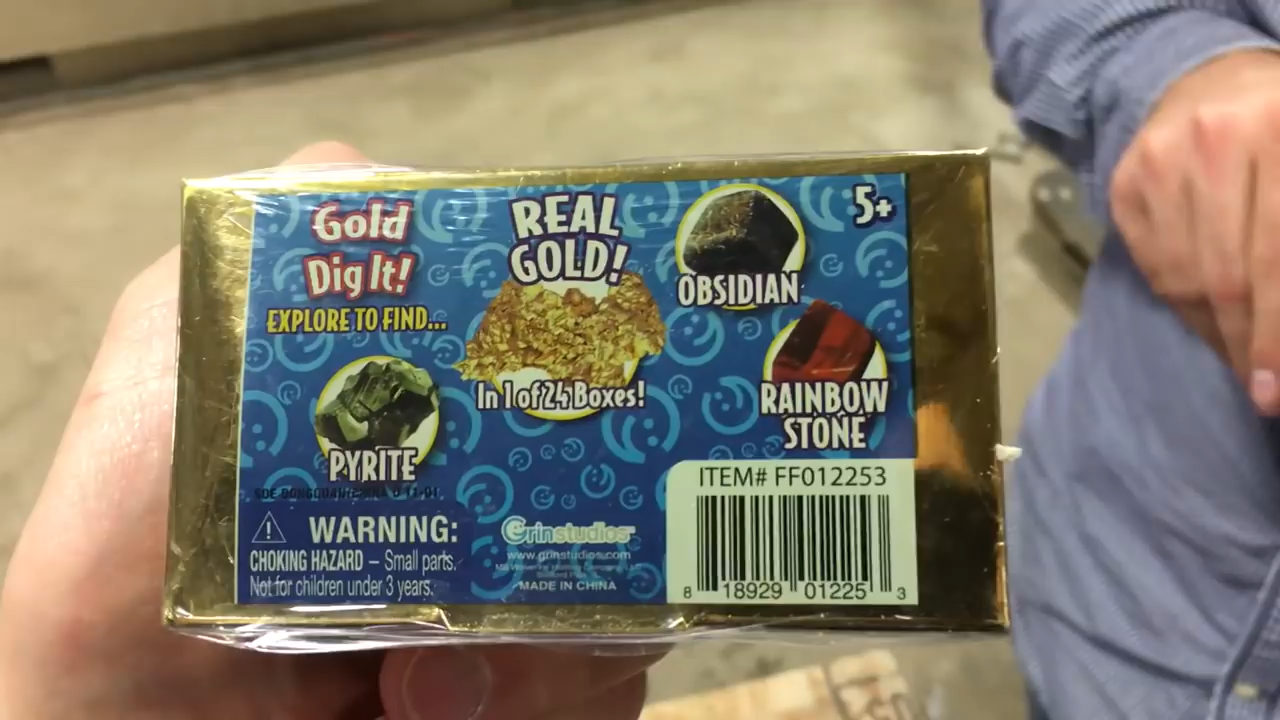 Gold
Dig It!
EXPLORE TO FIND...
REAL
GOLD!
In 1 of 24 Boxes!
OBSIDIAN
5+
RAINBOW
STONE
PYRITE
WARNING:
CHOKING HAZARD – Small parts.
Not for children under 3 years.
Grinstudios
www.grinstudios.com
MADE IN CHINA
ITEM# FF012253
8 18929 01225 3